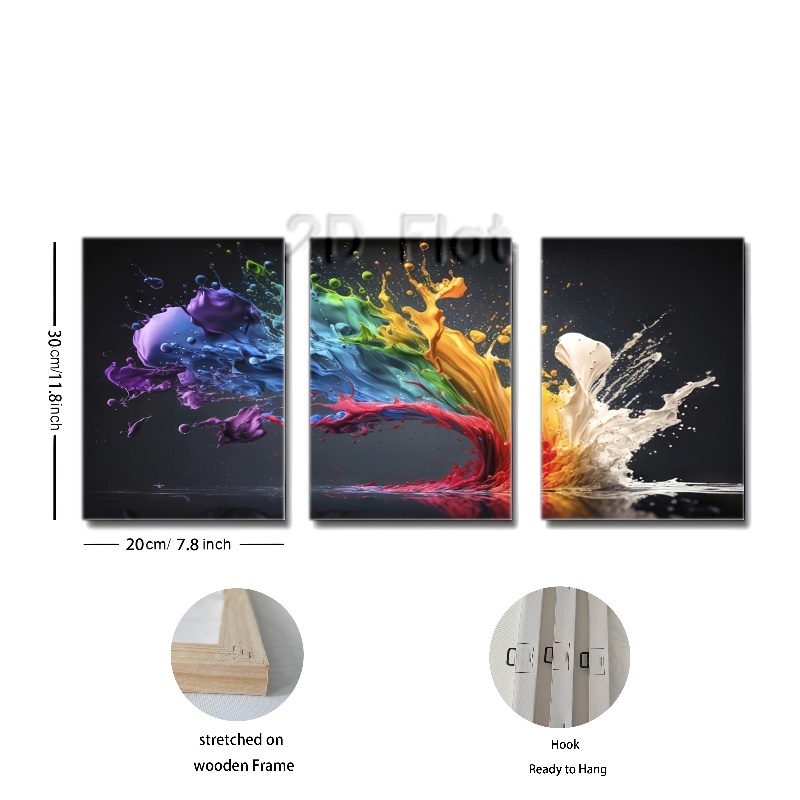 2D Flat
30cm/11.8inch
20cm/ 7.8 inch
stretched on
wooden Frame
Hook
Ready to Hang